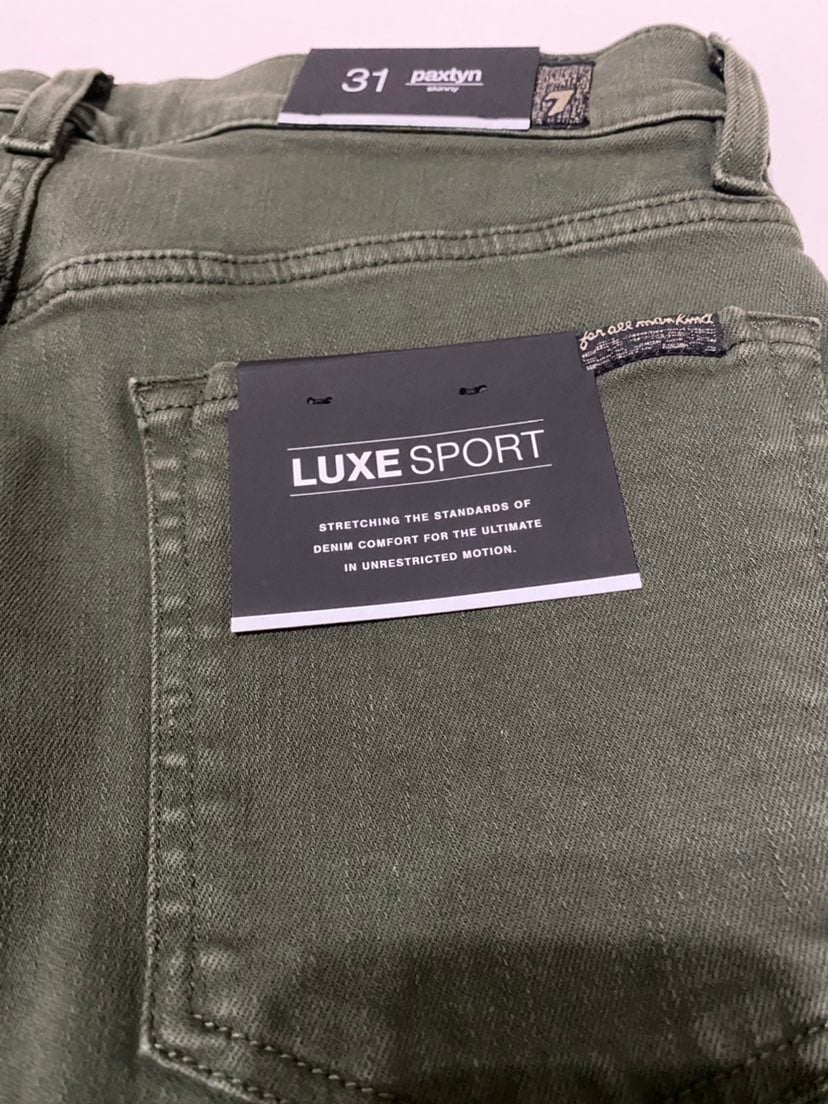 31 paxtyn
skinny
7
for all mankind
LUXE SPORT
STRETCHING THE STANDARDS OF
DENIM COMFORT FOR THE ULTIMATE
IN UNRESTRICTED MOTION.